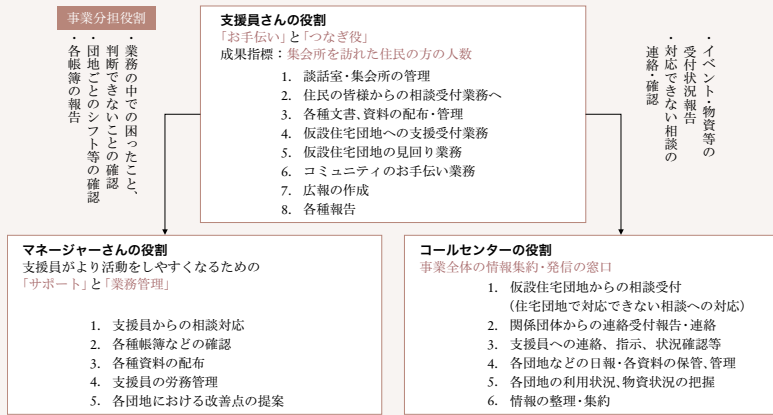 事業分担役割
・業務の中での困ったこと、
判断できないことの確認
・団地ごとのシフト等の確認
・各帳簿の報告
支援員さんの役割
「お手伝い」と「つなぎ役」
成果指標：集会所を訪れた住民の方の人数
1. 談話室・集会所の管理
2. 住民の皆様からの相談受付業務へ
3. 各種文書、資料の配布・管理
4. 仮設住宅団地への支援受付業務
5. 仮設住宅団地の見回り業務
6. コミュニティのお手伝い業務
7. 広報の作成
8. 各種報告
・イベント・物資等の
受付状況報告
・対応できない相談の
連絡・確認
マネージャーさんの役割
支援員がより活動をしやすくなるための
「サポート」と「業務管理」
1. 支援員からの相談対応
2. 各種帳簿などの確認
3. 各種資料の配布
4. 支援員の労務管理
5. 各団地における改善点の提案
コールセンターの役割
事業全体の情報集約・発信の窓口
1. 仮設住宅団地からの相談受付
（住宅団地で対応できない相談への対応）
2. 関係団体からの連絡受付報告・連絡
3. 支援員への連絡、指示、状況確認等
4. 各団地などの日報・各資料の保管、管理
5. 各団地の利用状況、物資状況の把握
6. 情報の整理・集約